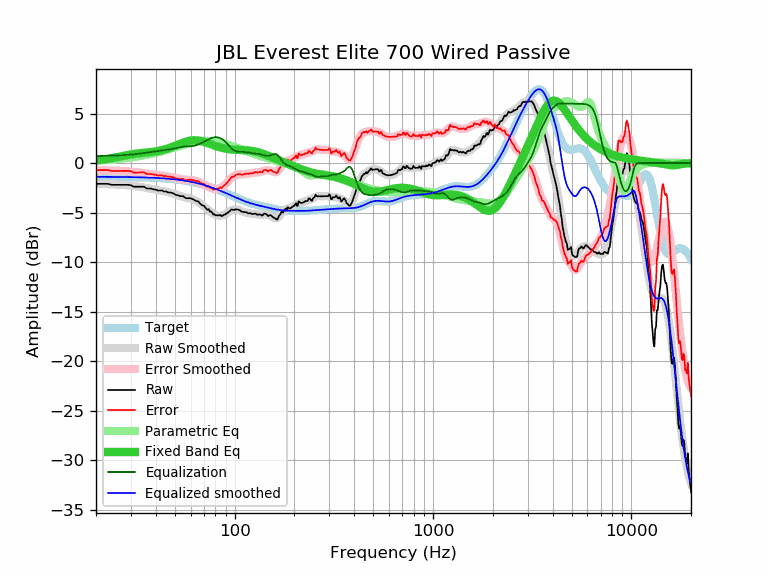 JBL Everest Elite 700 Wired Passive
5
0
−5
−10
−15
−20
−25
−30
−35
Amplitude (dBr)
Target
Raw Smoothed
Error Smoothed
Raw
Error
Parametric Eq
Fixed Band Eq
Equalization
Equalized smoothed
100 1000 10000
Frequency (Hz)